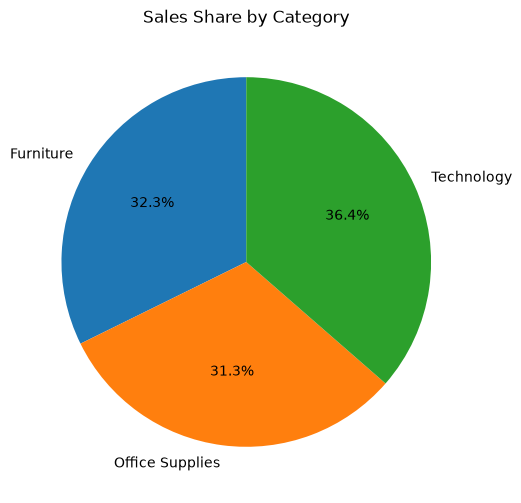 Sales Share by Category
Furniture
Technology
32.3%
36.4%
31.3%
Office Supplies